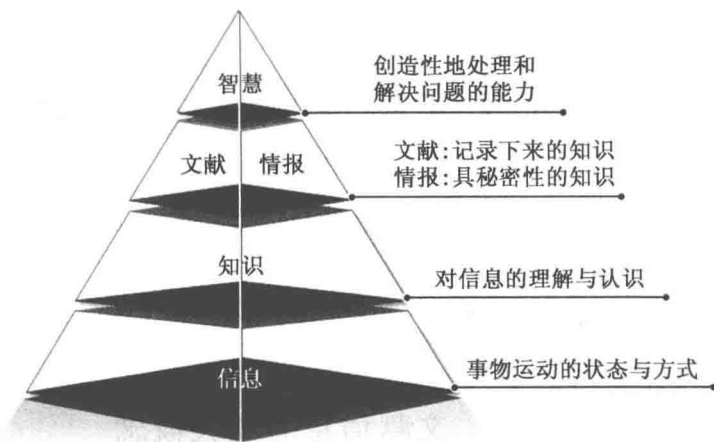 智慧
创造性地处理和
解决问题的能力
文献 情报
文献:记录下来的知识
情报:具秘密性的知识
知识
对信息的理解与认识
信息
事物运动的状态与方式